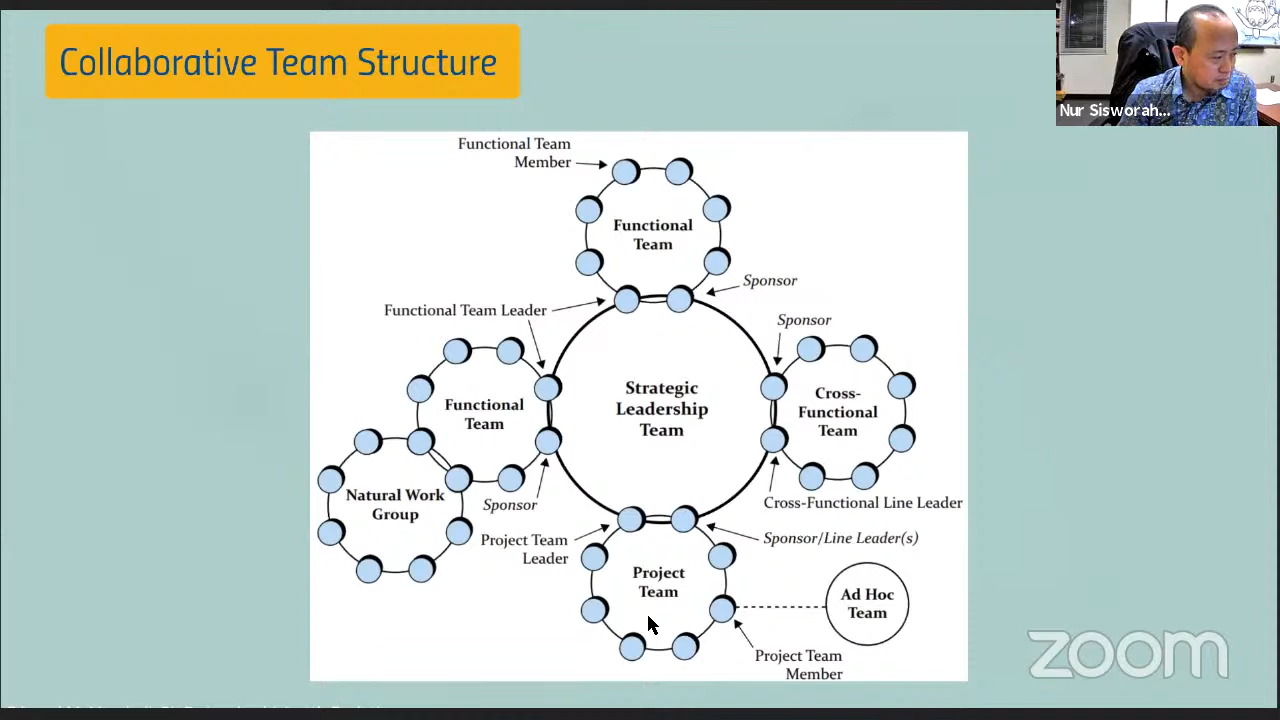 Collaborative Team Structure
Nur Sisworah...
Functional Team
Member
Functional
Team
Sponsor
Functional Team Leader
Sponsor
Strategic
Leadership
Team
Cross-
Functional
Team
Functional
Team
Natural Work
Group
Sponsor
Cross-Functional Line Leader
Project Team
Leader
Sponsor/Line Leader(s)
Project
Team
Ad Hoc
Team
Project Team
Member
zoom